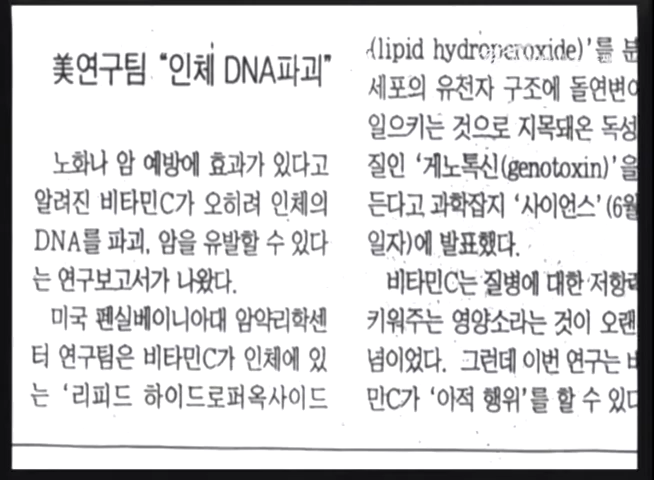 美연구팀 “인체 DNA파괴”
노화나 암 예방에 효과가 있다고
알려진 비타민C가 오히려 인체의
DNA를 파괴, 암을 유발할 수 있다
는 연구보고서가 나왔다.
미국 펜실베이니아대 암약리학센
터 연구팀은 비타민C가 인체에 있
는 ‘리피드 하이드로퍼옥사이드
(lipid hydroperoxide)’를
세포의 유전자 구조에 돌연변이
일으키는 것으로 지목돼온 독성
질인 ‘게노톡신(genotoxin)’을
든다고 과학잡지 ‘사이언스’(6월
일자)에 발표했다.
비타민C는 질병에 대한 저항력
키워주는 영양소라는 것이 오랜
념이었다. 그런데 이번 연구는 비
민C가 ‘이적 행위’를 할 수 있다